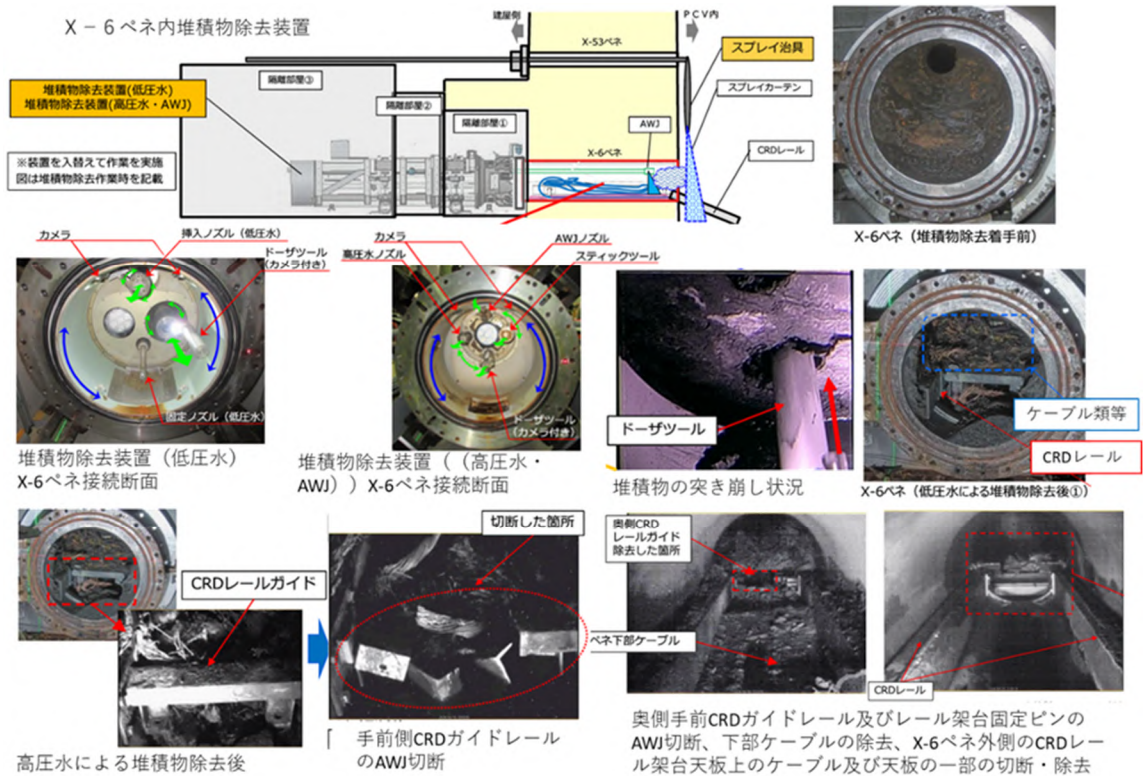 X－6ペネ内堆積物除去装置
建屋側
PCV内
X-53ペネ
スプレイ治具
隔離部屋③
堆積物除去装置(低圧水)
堆積物除去装置(高圧水・AWJ)
隔離部屋②
隔離部屋①
スプレイカーテン
AWJ
※装置を入替えて作業を実施
図は堆積物除去作業時を記載
X-6ペネ
CRDレール
X-6ペネ（堆積物除去着手前）
カメラ
挿入ノズル（低圧水）
ドーザツール
（カメラ付き）
固定ノズル（低圧水）
堆積物除去装置（低圧水）
X-6ペネ接続断面
カメラ
高圧水ノズル
AWJノズル
スティックツール
ドーザツール
（カメラ付き）
堆積物除去装置（（高圧水・
AWJ））X-6ペネ接続断面
ドーザツール
堆積物の突き崩し状況
ケーブル類等
CRDレール
X-6ペネ（低圧水による堆積物除去後①）
CRDレールガイド
高圧水による堆積物除去後
切断した箇所
「　手前側CRDガイドレール
のAWJ切断
奥側CRD
レールガイド
除去した箇所
ペネ下部ケーブル
CRDレール
奥側手前CRDガイドレール及びレール架台固定ピンの
AWJ切断、下部ケーブルの除去、X-6ペネ外側のCRDレー
ル架台天板上のケーブル及び天板の一部の切断・除去